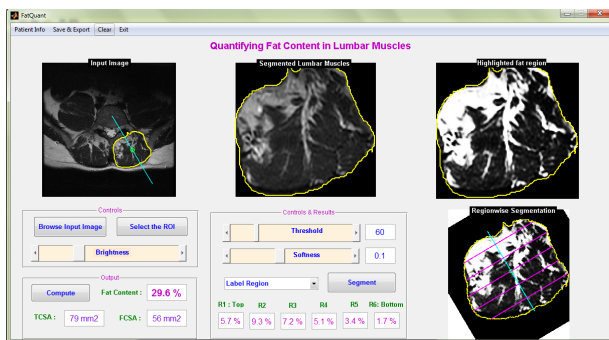 FatQuant
Patient Info Save & Export Clear Exit
Quantifying Fat Content in Lumbar Muscles
Input Image
Segmented Lumbar Muscles
Highlighted fat region
Controls
Browse Input Image Select the ROI
Brightness
Output
Compute Fat Content : 29.6 %
TCSA : 79 mm2 FCSA : 56 mm2
Controls & Results
Threshold 60
Softness 0.1
Label Region Segment
R1 : Top R2 R3 R4 R5 R6: Bottom
5.7 % 9.3 % 7.2 % 5.1 % 3.4 % 1.7 %
Regionwise Segmentation